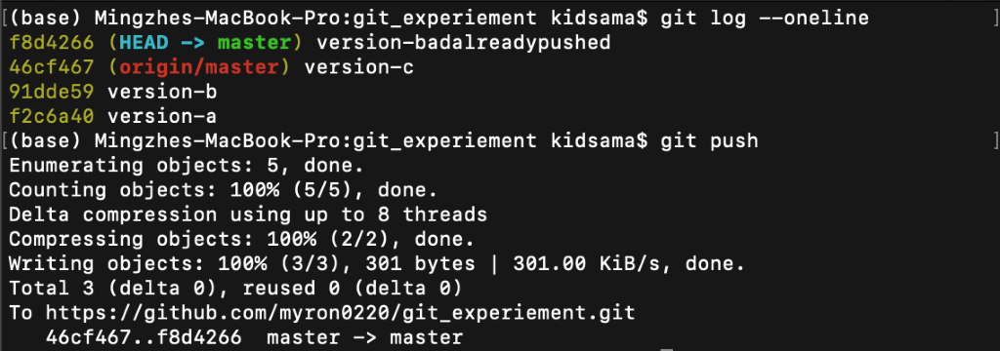 [(base) Mingzhes-MacBook-Pro:git_experiement kidsama$ git log --oneline ]
f8d4266 (HEAD -> master) version-badalreadypushed
46cf467 (origin/master) version-c
91dde59 version-b
f2c6a40 version-a
[(base) Mingzhes-MacBook-Pro:git_experiement kidsama$ git push ]
Enumerating objects: 5, done.
Counting objects: 100% (5/5), done.
Delta compression using up to 8 threads
Compressing objects: 100% (2/2), done.
Writing objects: 100% (3/3), 301 bytes | 301.00 KiB/s, done.
Total 3 (delta 0), reused 0 (delta 0)
To https://github.com/myron0220/git_experiement.git
   46cf467..f8d4266  master -> master